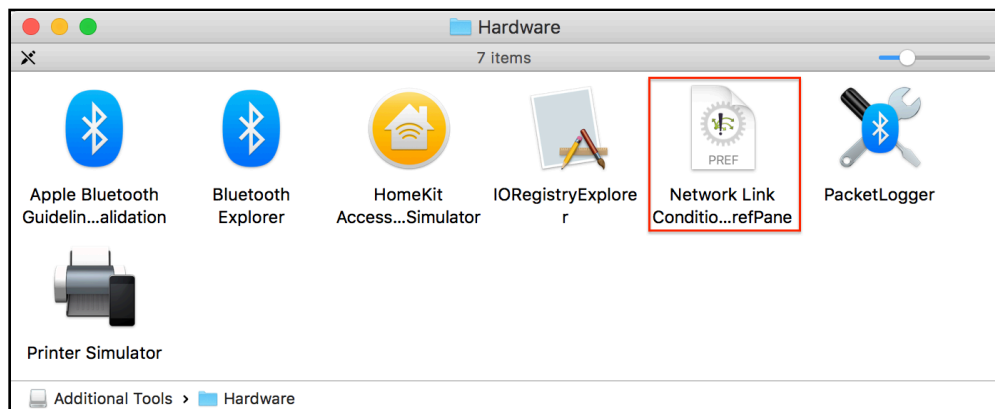 Hardware
7 items
PREF
Apple Bluetooth
Guidelin...alidation
Bluetooth
Explorer
HomeKit
Access...Simulator
IORegistryExplore
r
Network Link
Conditio...refPane
PacketLogger
Printer Simulator
Additional Tools › Hardware